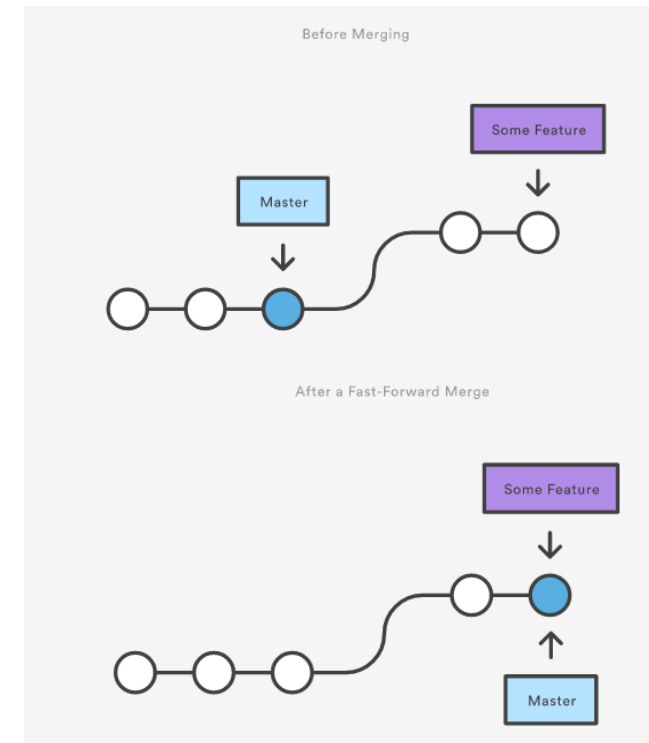 Before Merging
Some Feature
Master
After a Fast-Forward Merge
Some Feature
Master